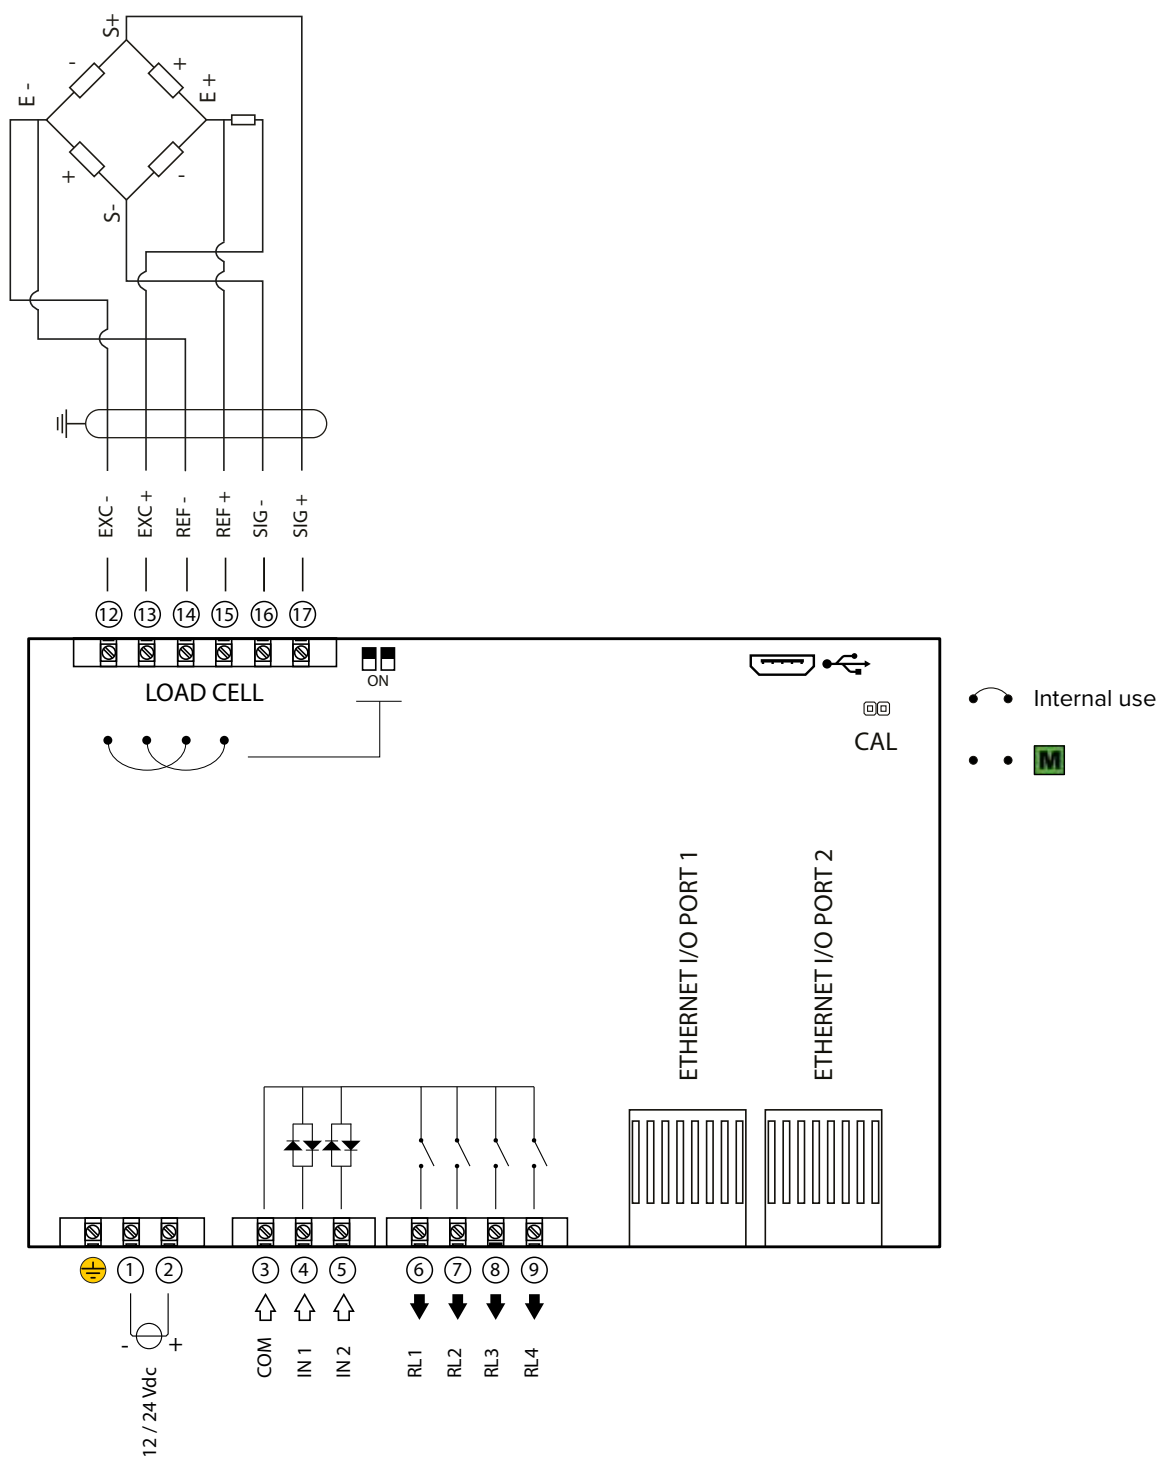 S+
-
+
E -
E +
+
-
S-
EXC -
EXC +
REF -
REF +
SIG -
SIG +
12 13 14 15 16 17
LOAD CELL
ON
CAL
Internal use
M
ETHERNET I/O PORT 1
ETHERNET I/O PORT 2
1 2 3 4 5 6 7 8 9
- +
12 / 24 Vdc
COM
IN 1
IN 2
RL1
RL2
RL3
RL4